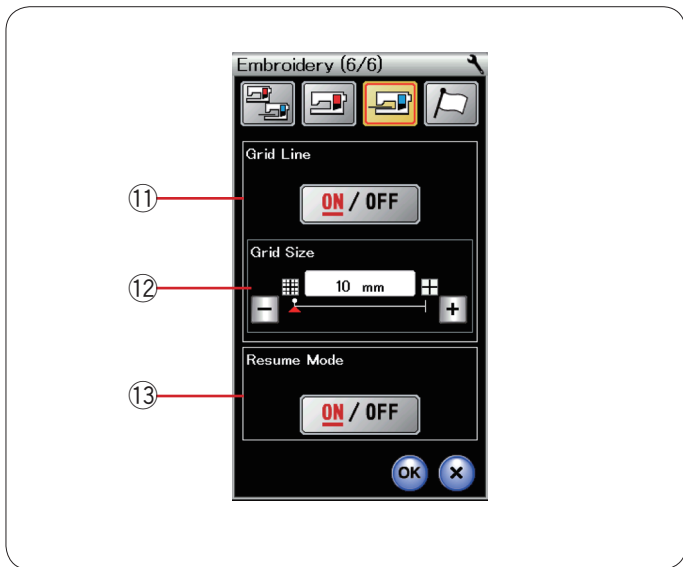 Embroidery (6/6)
Grid Line
⑪
ON / OFF
Grid Size
⑫
10 mm
− +
Resume Mode
⑬
ON / OFF
OK ×